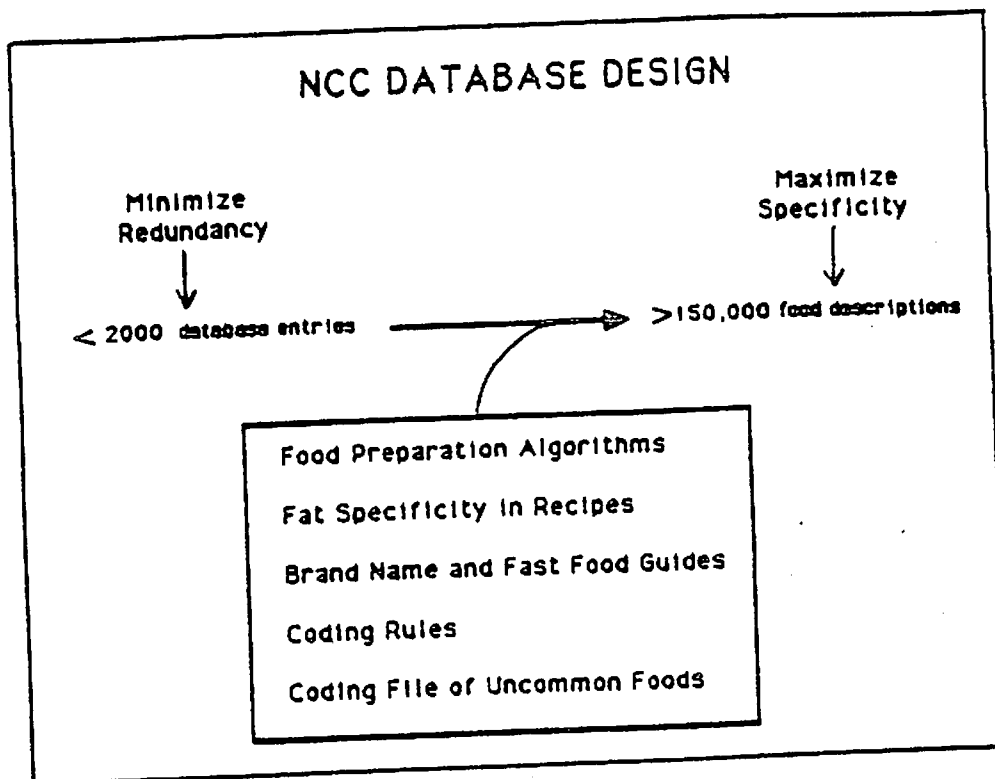 NCC DATABASE DESIGN
Minimize
Redundancy
Maximize
Specificity
< 2000 database entries
>150,000 food descriptions
Food Preparation Algorithms
Fat Specificity in Recipes
Brand Name and Fast Food Guides
Coding Rules
Coding File of Uncommon Foods